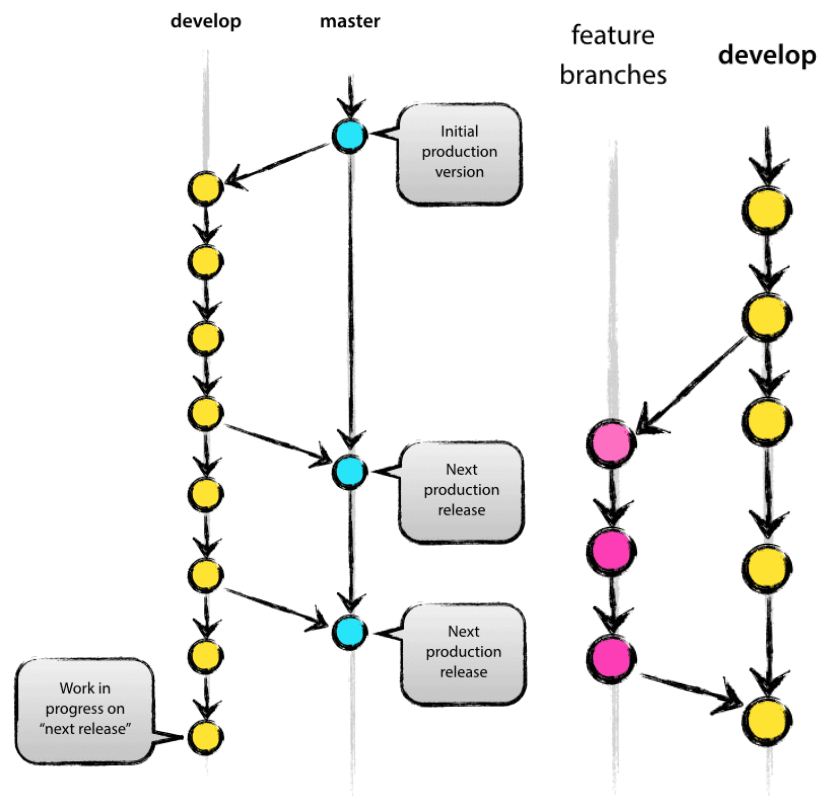 develop
master
Initial
production
version
Next
production
release
Next
production
release
Work in
progress on
“next release”
feature
branches
develop